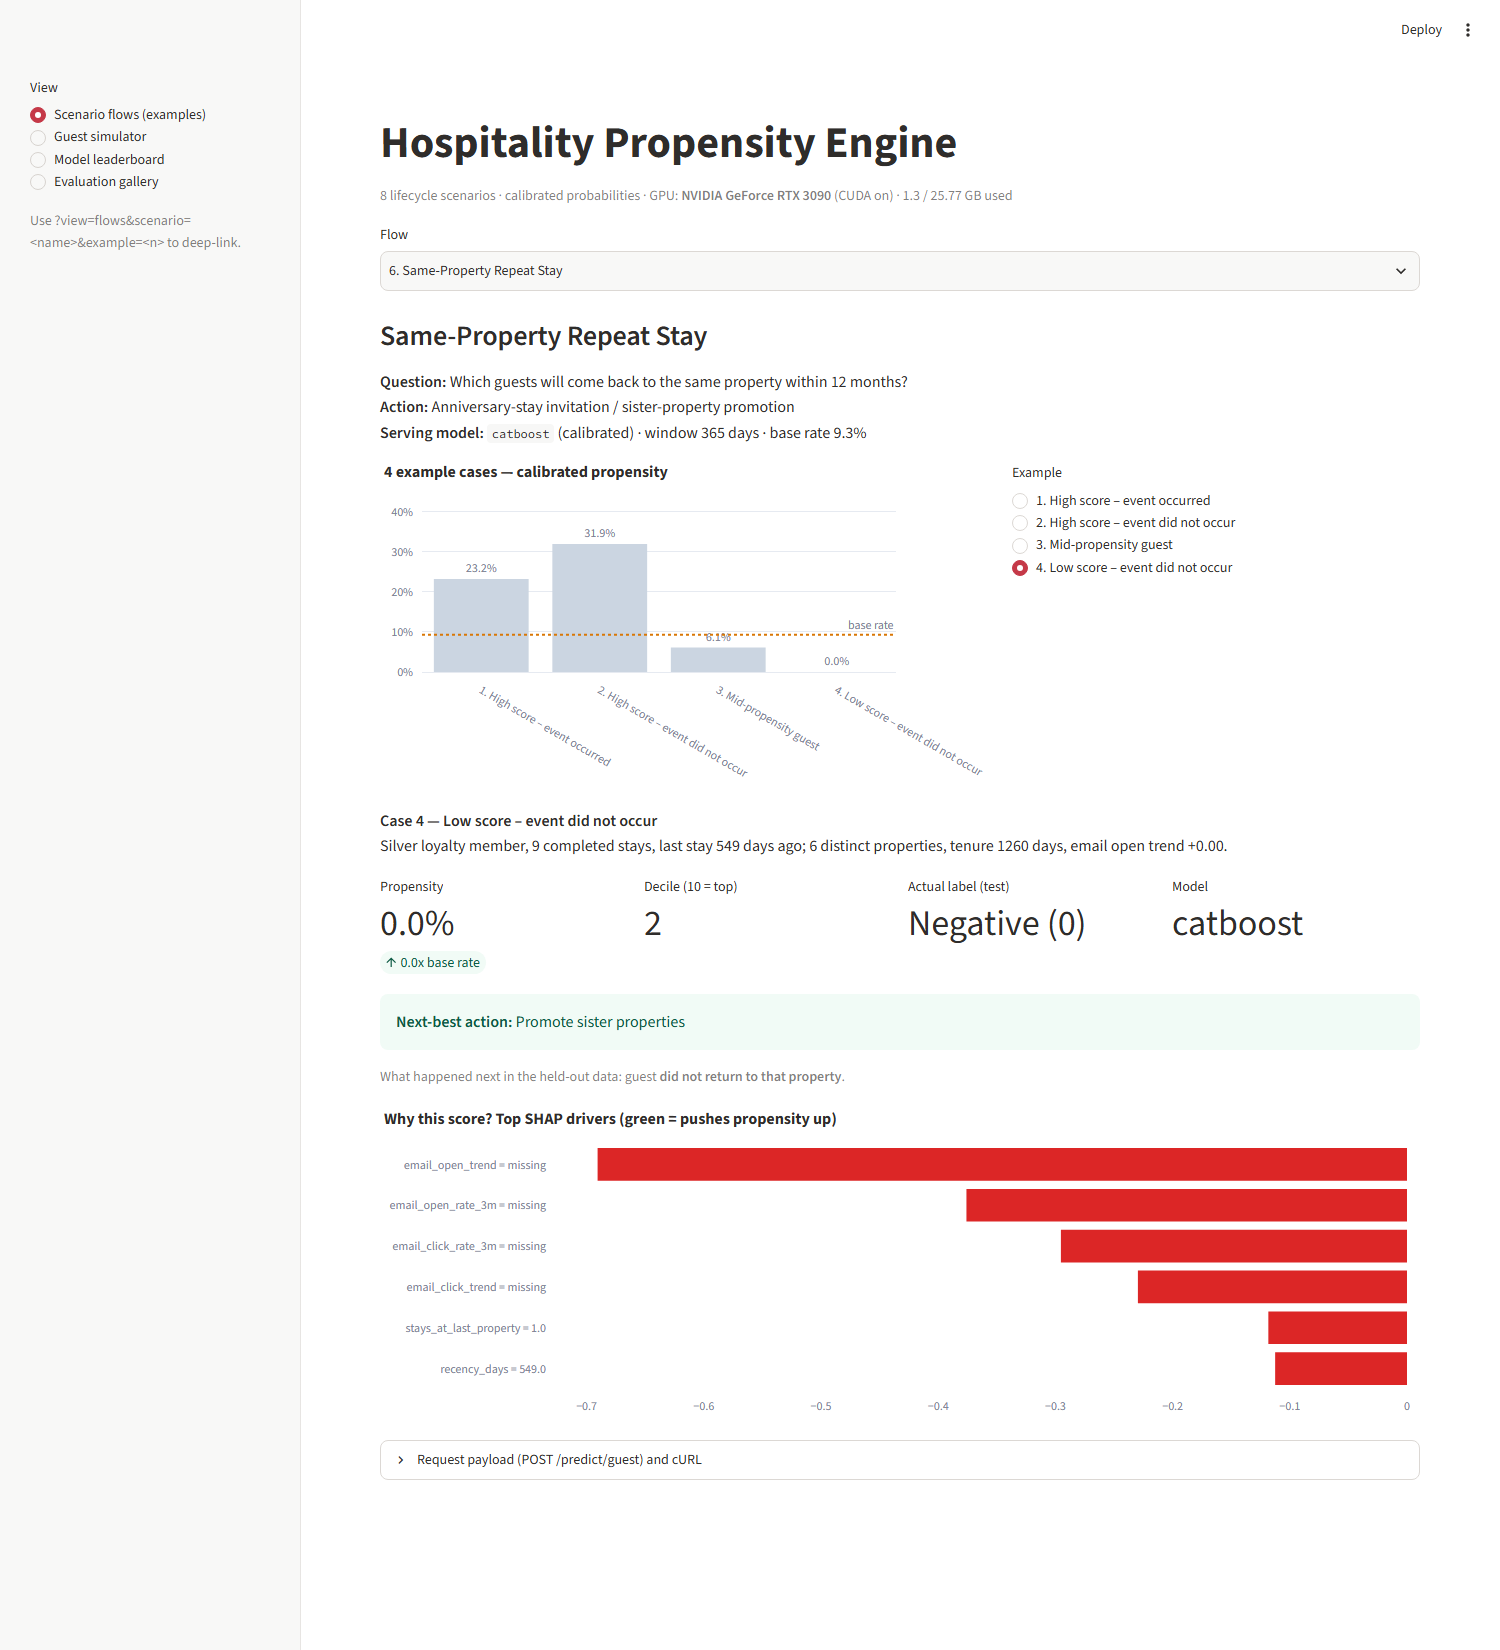 Deploy
View
Scenario flows (examples)
Guest simulator
Model leaderboard
Evaluation gallery
Use ?view=flows&scenario=
<name>&example=<n> to deep-link.
Hospitality Propensity Engine
8 lifecycle scenarios · calibrated probabilities · GPU: NVIDIA GeForce RTX 3090 (CUDA on) · 1.3 / 25.77 GB used
Flow
6. Same-Property Repeat Stay
Same-Property Repeat Stay
Question: Which guests will come back to the same property within 12 months?
Action: Anniversary-stay invitation / sister-property promotion
Serving model: catboost (calibrated) · window 365 days · base rate 9.3%
4 example cases — calibrated propensity
40%
30%
20%
10%
0%
23.2%
31.9%
6.1%
0.0%
base rate
1. High score – event occurred
2. High score – event did not occur
3. Mid-propensity guest
4. Low score – event did not occur
Example
1. High score – event occurred
2. High score – event did not occur
3. Mid-propensity guest
4. Low score – event did not occur
Case 4 — Low score – event did not occur
Silver loyalty member, 9 completed stays, last stay 549 days ago; 6 distinct properties, tenure 1260 days, email open trend +0.00.
Propensity
0.0%
↑ 0.0x base rate
Decile (10 = top)
2
Actual label (test)
Negative (0)
Model
catboost
Next-best action: Promote sister properties
What happened next in the held-out data: guest did not return to that property.
Why this score? Top SHAP drivers (green = pushes propensity up)
email_open_trend = missing
email_open_rate_3m = missing
email_click_rate_3m = missing
email_click_trend = missing
stays_at_last_property = 1.0
recency_days = 549.0
−0.7 −0.6 −0.5 −0.4 −0.3 −0.2 −0.1 0
Request payload (POST /predict/guest) and cURL